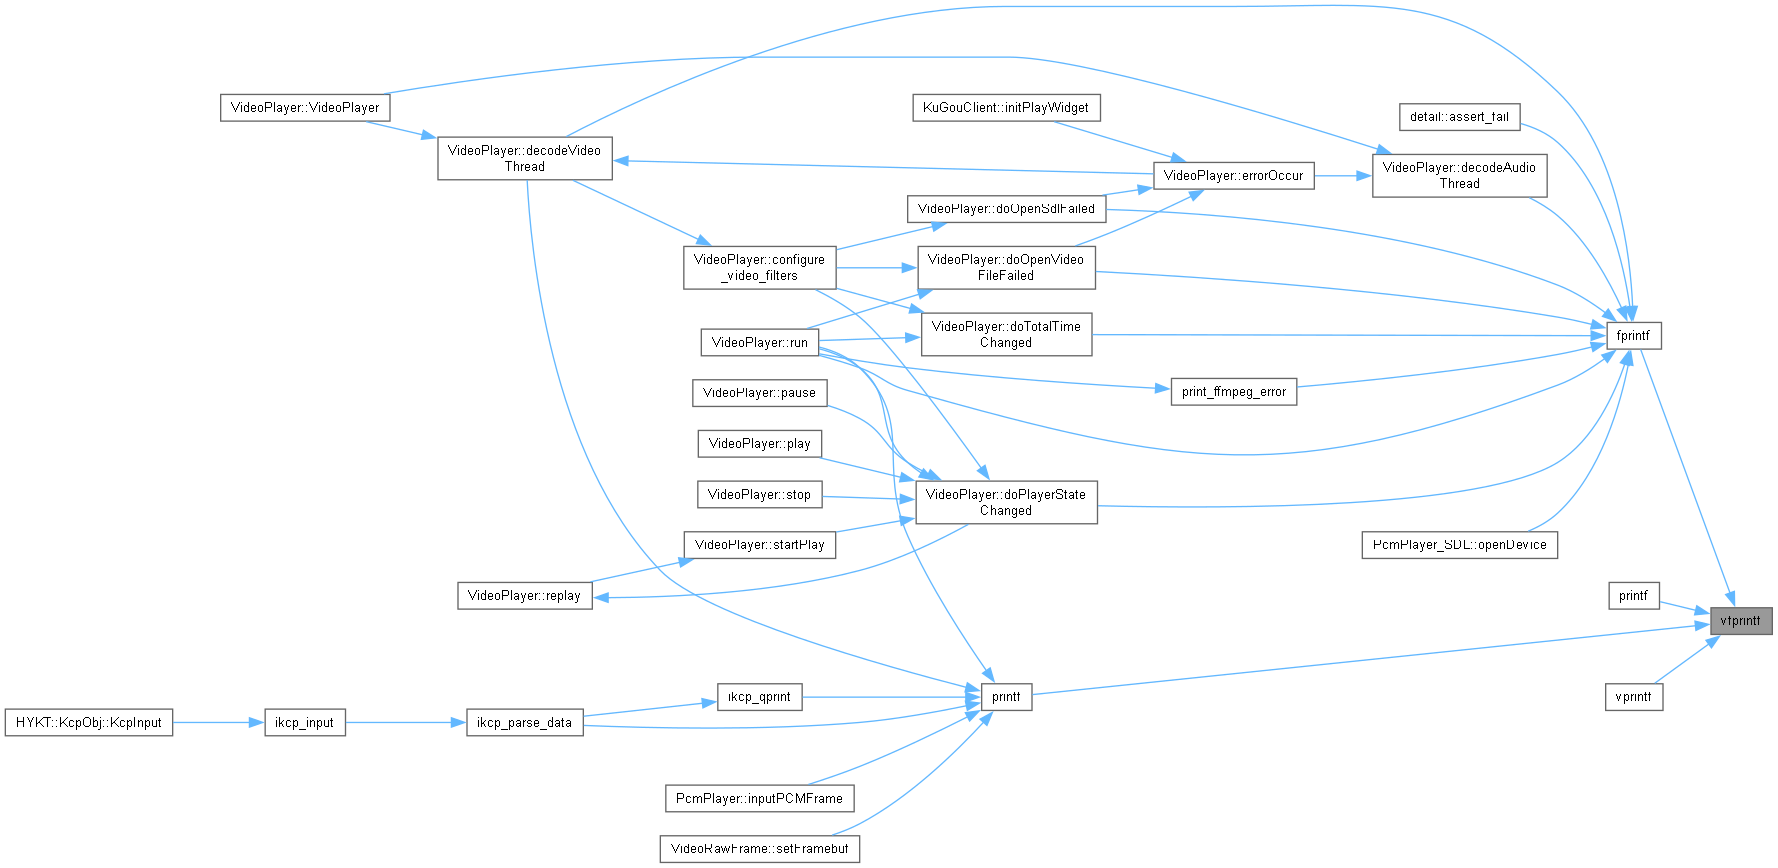 VideoPlayer::VideoPlayer
KuGouClient::initPlayWidget
detail::assert_fail
VideoPlayer::decodeVideo
Thread
VideoPlayer::errorOccur
VideoPlayer::decodeAudio
Thread
VideoPlayer::doOpenSdlFailed
VideoPlayer::configure
_video_filters
VideoPlayer::doOpenVideo
FileFailed
VideoPlayer::run
VideoPlayer::doTotalTime
Changed
fprintf
VideoPlayer::pause
print_ffmpeg_error
VideoPlayer::play
VideoPlayer::stop
VideoPlayer::doPlayerState
Changed
VideoPlayer::startPlay
PcmPlayer_SDL::openDevice
VideoPlayer::replay
printf
vfprintf
ikcp_qprint
printf
vprintf
HYKT::KcpObj::KcpInput
ikcp_input
ikcp_parse_data
PcmPlayer::inputPCMFrame
VideoRawFrame::setFramebuf